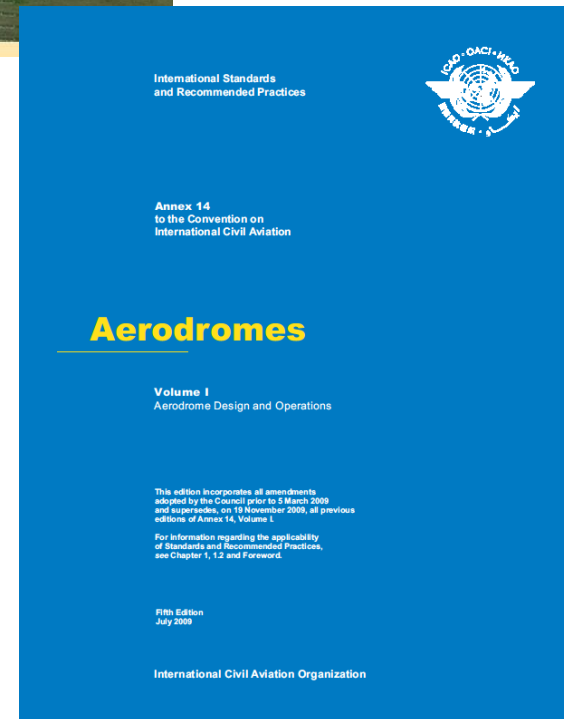 International Standards
and Recommended Practices
ICAO · OACI · ИКАО
Annex 14
to the Convention on
International Civil Aviation
Aerodromes
Volume I
Aerodrome Design and Operations
This edition incorporates all amendments
adopted by the Council prior to 5 March 2009
and supersedes, on 19 November 2009, all previous
editions of Annex 14, Volume I.
For information regarding the applicability
of Standards and Recommended Practices,
see Chapter 1, 1.2 and Foreword.
Fifth Edition
July 2009
International Civil Aviation Organization